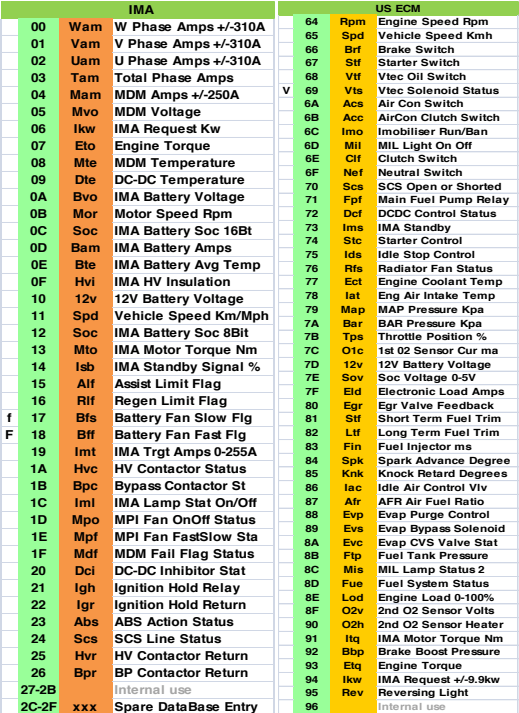 IMA
00 Wam W Phase Amps +/-310A
01 Vam V Phase Amps +/-310A
02 Uam U Phase Amps +/-310A
03 Tam Total Phase Amps
04 Mam MDM Amps +/-250A
05 Mvo MDM Voltage
06 Ikw IMA Request Kw
07 Eto Engine Torque
08 Mte MDM Temperature
09 Dte DC-DC Temperature
0A Bvo IMA Battery Voltage
0B Mor Motor Speed Rpm
0C Soc IMA Battery Soc 16Bt
0D Bam IMA Battery Amps
0E Bte IMA Battery Avg Temp
0F Hvi IMA HV Insulation
10 12v 12V Battery Voltage
11 Spd Vehicle Speed Km/Mph
12 Soc IMA Battery Soc 8Bit
13 Mto IMA Motor Torque Nm
14 Isb IMA Standby Signal %
15 Alf Assist Limit Flag
16 Rlf Regen Limit Flag
f 17 Bfs Battery Fan Slow Flg
F 18 Bff Battery Fan Fast Flg
19 Imt IMA Trgt Amps 0-255A
1A Hvc HV Contactor Status
1B Bpc Bypass Contactor St
1C Iml IMA Lamp Stat On/Off
1D Mpo MPI Fan OnOff Status
1E Mpf MPI Fan FastSlow Sta
1F Mdf MDM Fail Flag Status
20 Dci DC-DC Inhibitor Stat
21 Igh Ignition Hold Relay
22 Igr Ignition Hold Return
23 Abs ABS Action Status
24 Scs SCS Line Status
25 Hvr HV Contactor Return
26 Bpr BP Contactor Return
27-2B Internal use
2C-2F xxx Spare DataBase Entry
US ECM
64 Rpm Engine Speed Rpm
65 Spd Vehicle Speed Kmh
66 Brf Brake Switch
67 Stf Starter Switch
68 Vtf Vtec Oil Switch
V 69 Vts Vtec Solenoid Status
6A Acs Air Con Switch
6B Acc AirCon Clutch Switch
6C Imo Imobiliser Run/Ban
6D Mil MIL Light On Off
6E Clf Clutch Switch
6F Nef Neutral Switch
70 Scs SCS Open or Shorted
71 Fpf Main Fuel Pump Relay
72 Dcf DCDC Control Status
73 Ims IMA Standby
74 Stc Starter Control
75 Ids Idle Stop Control
76 Rfs Radiator Fan Status
77 Ect Engine Coolant Temp
78 Iat Eng Air Intake Temp
79 Map MAP Pressure Kpa
7A Bar BAR Pressure Kpa
7B Tps Throttle Position %
7C O1c 1st 02 Sensor Cur ma
7D 12v 12V Battery Voltage
7E Sov Soc Voltage 0-5V
7F Eld Electronic Load Amps
80 Egr Egr Valve Feedback
81 Stf Short Term Fuel Trim
82 Ltf Long Term Fuel Trim
83 Fin Fuel Injector ms
84 Spk Spark Advance Degree
85 Knk Knock Retard Degrees
86 Iac Idle Air Control Vlv
87 Afr AFR Air Fuel Ratio
88 Evp Evap Purge Control
89 Evs Evap Bypass Solenoid
8A Evc Evap CVS Valve Stat
8B Ftp Fuel Tank Pressure
8C Mis MIL Lamp Status 2
8D Fue Fuel System Status
8E Lod Engine Load 0-100%
8F O2v 2nd O2 Sensor Volts
90 O2h 2nd O2 Sensor Heater
91 Itq IMA Motor Torque Nm
92 Bbp Brake Boost Pressure
93 Etq Engine Torque
94 Ikw IMA Request +/-9.9kw
95 Rev Reversing Light
96 Internal use